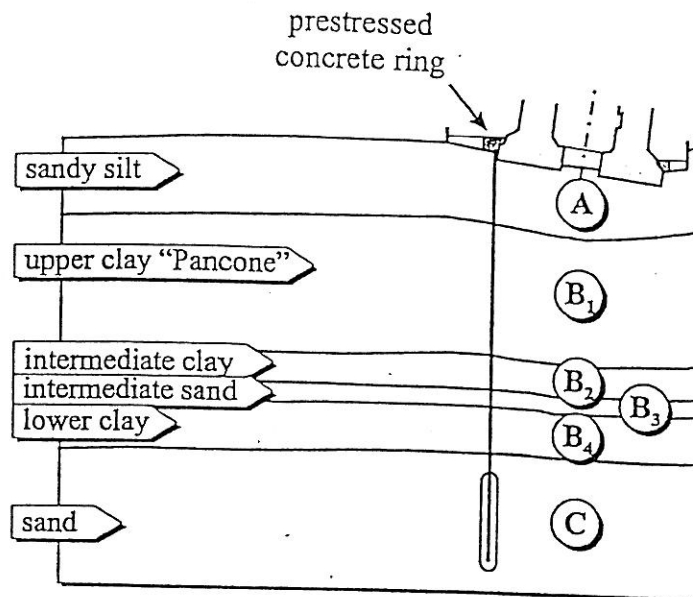 prestressed
concrete ring
sandy silt
A
upper clay “Pancone”
B₁
intermediate clay
B₂
intermediate sand
B₃
lower clay
B₄
sand
C